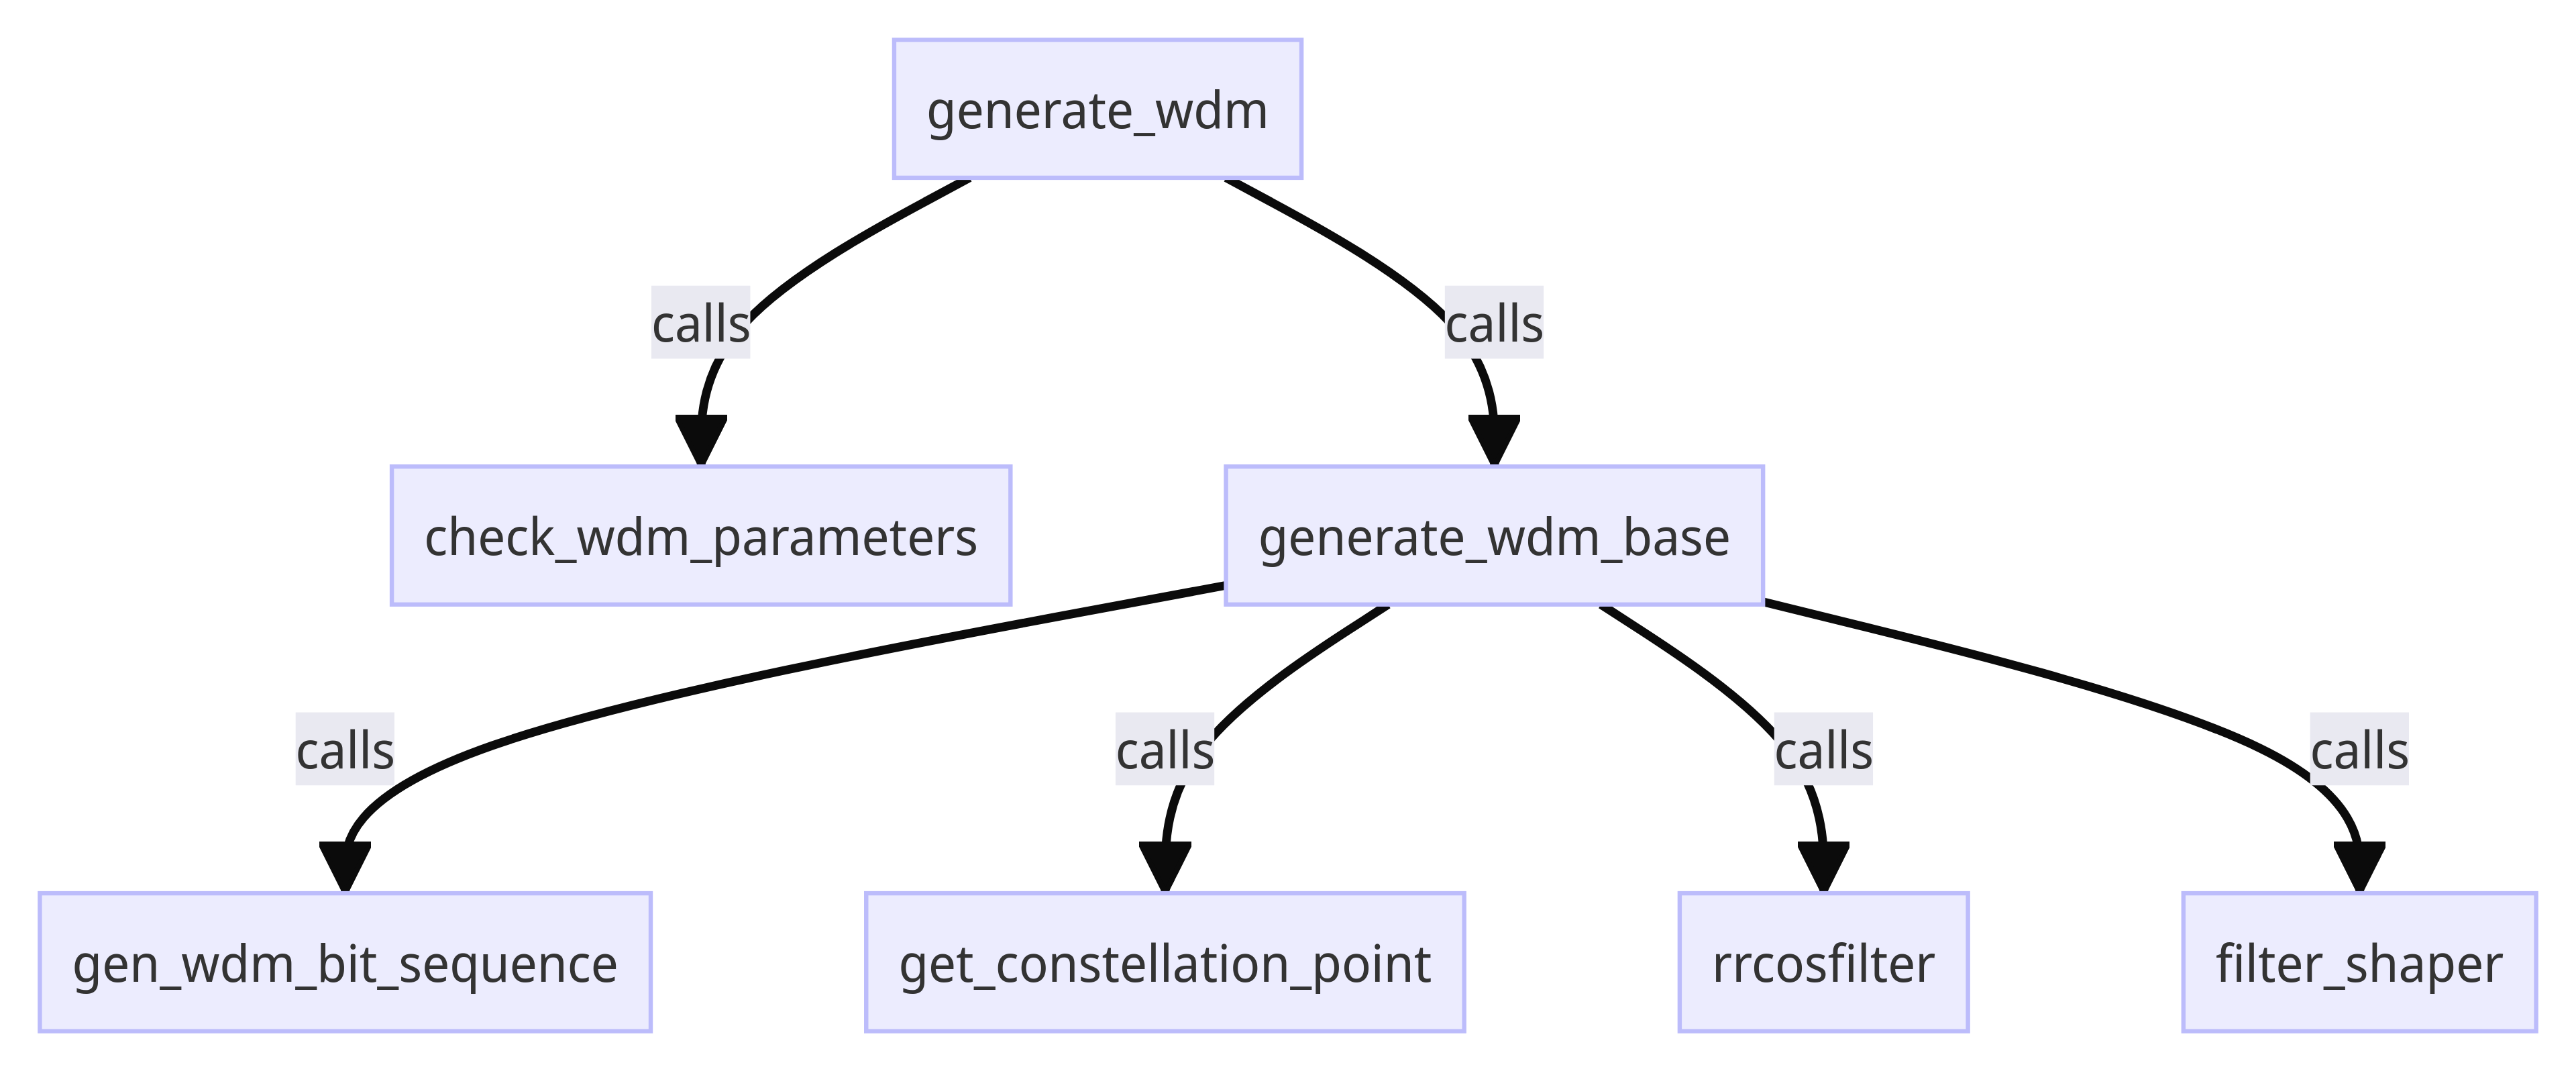 generate_wdm
calls
calls
check_wdm_parameters
generate_wdm_base
calls
calls
calls
calls
gen_wdm_bit_sequence
get_constellation_point
rrcosfilter
filter_shaper